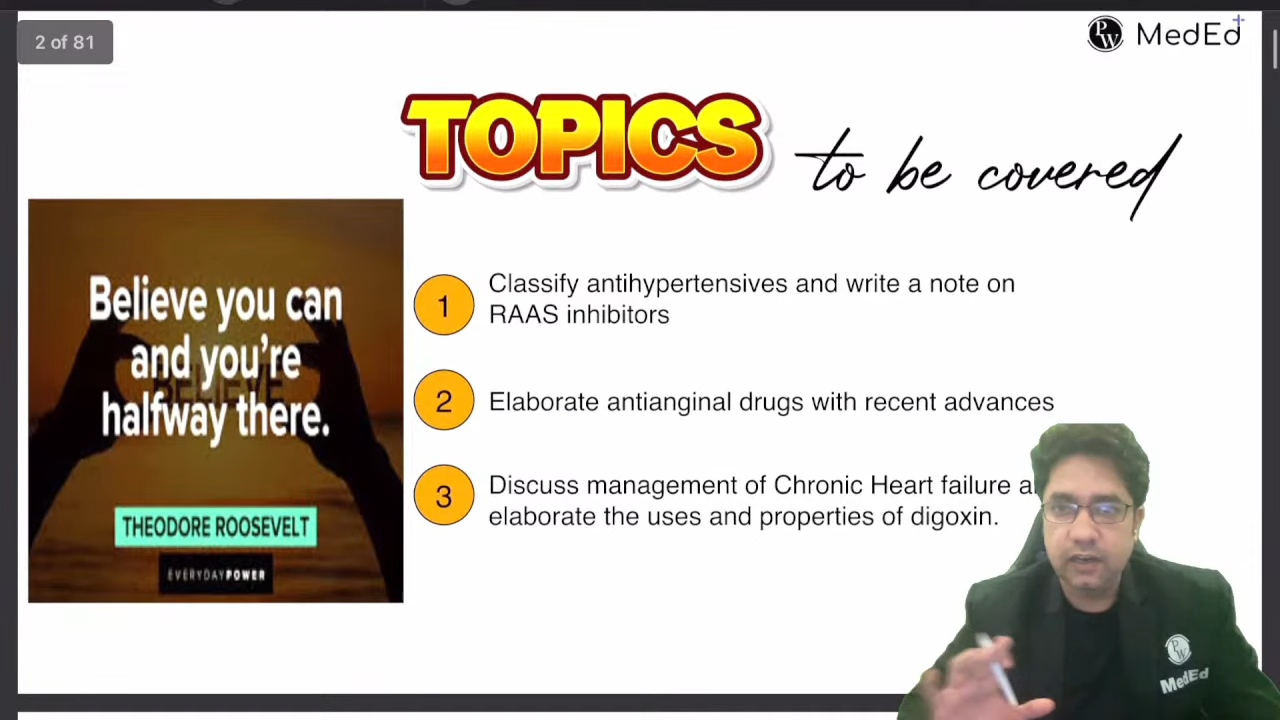 2 of 81
PW MedEd
TOPICS to be covered
Believe you can
and you're
halfway there.
THEODORE ROOSEVELT
EVERYDAYPOWER
1 Classify antihypertensives and write a note on
RAAS inhibitors
2 Elaborate antianginal drugs with recent advances
3 Discuss management of Chronic Heart failure
elaborate the uses and properties of digoxin.
PW
MedEd